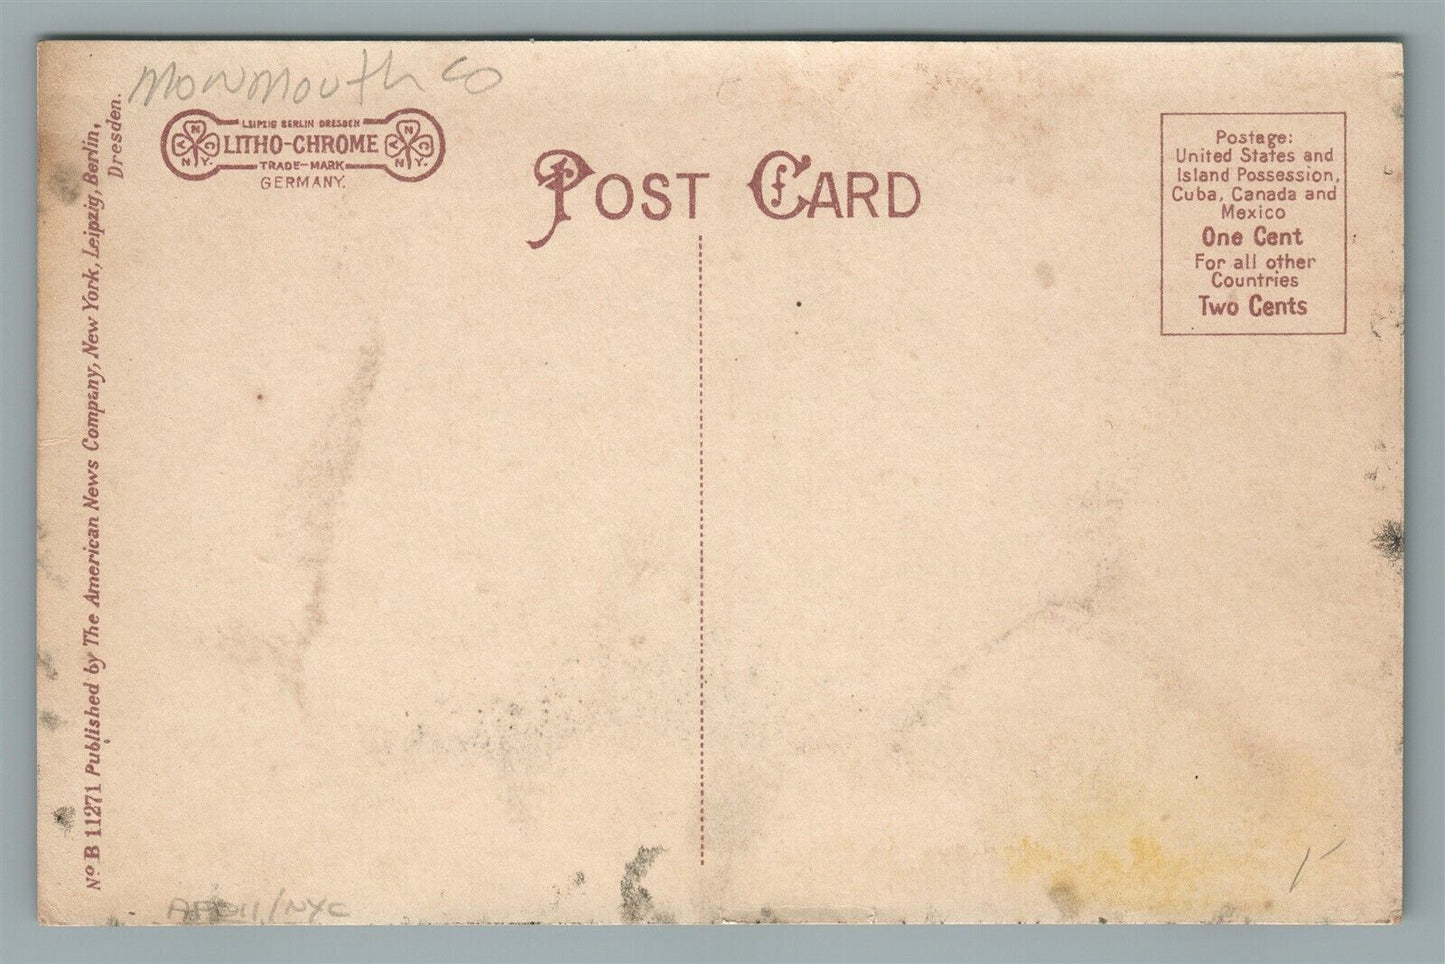 Monmouth Co
LEIPZIG BERLIN DRESDEN
LITHO-CHROME
TRADE-MARK
GERMANY.
N
A C
N Y.
N
A C
N Y.
POST CARD
Postage:
United States and
Island Possession,
Cuba, Canada and
Mexico
One Cent
For all other
Countries
Two Cents
Nº B 11271 Published by The American News Company, New York, Leipzig, Berlin,
Dresden.
/NYC